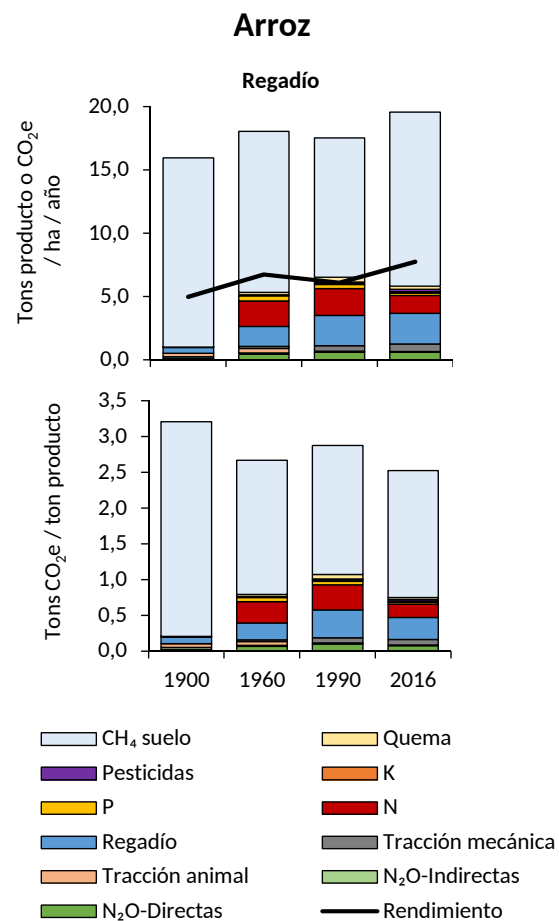 Arroz
Regadío
Tons producto o CO₂e
/ ha / año
20,0
15,0
10,0
5,0
0,0
Tons CO₂e / ton producto
3,5
3,0
2,5
2,0
1,5
1,0
0,5
0,0
1900 1960 1990 2016
CH₄ suelo Quema
Pesticidas K
P N
Regadío Tracción mecánica
Tracción animal N₂O-Indirectas
N₂O-Directas Rendimiento